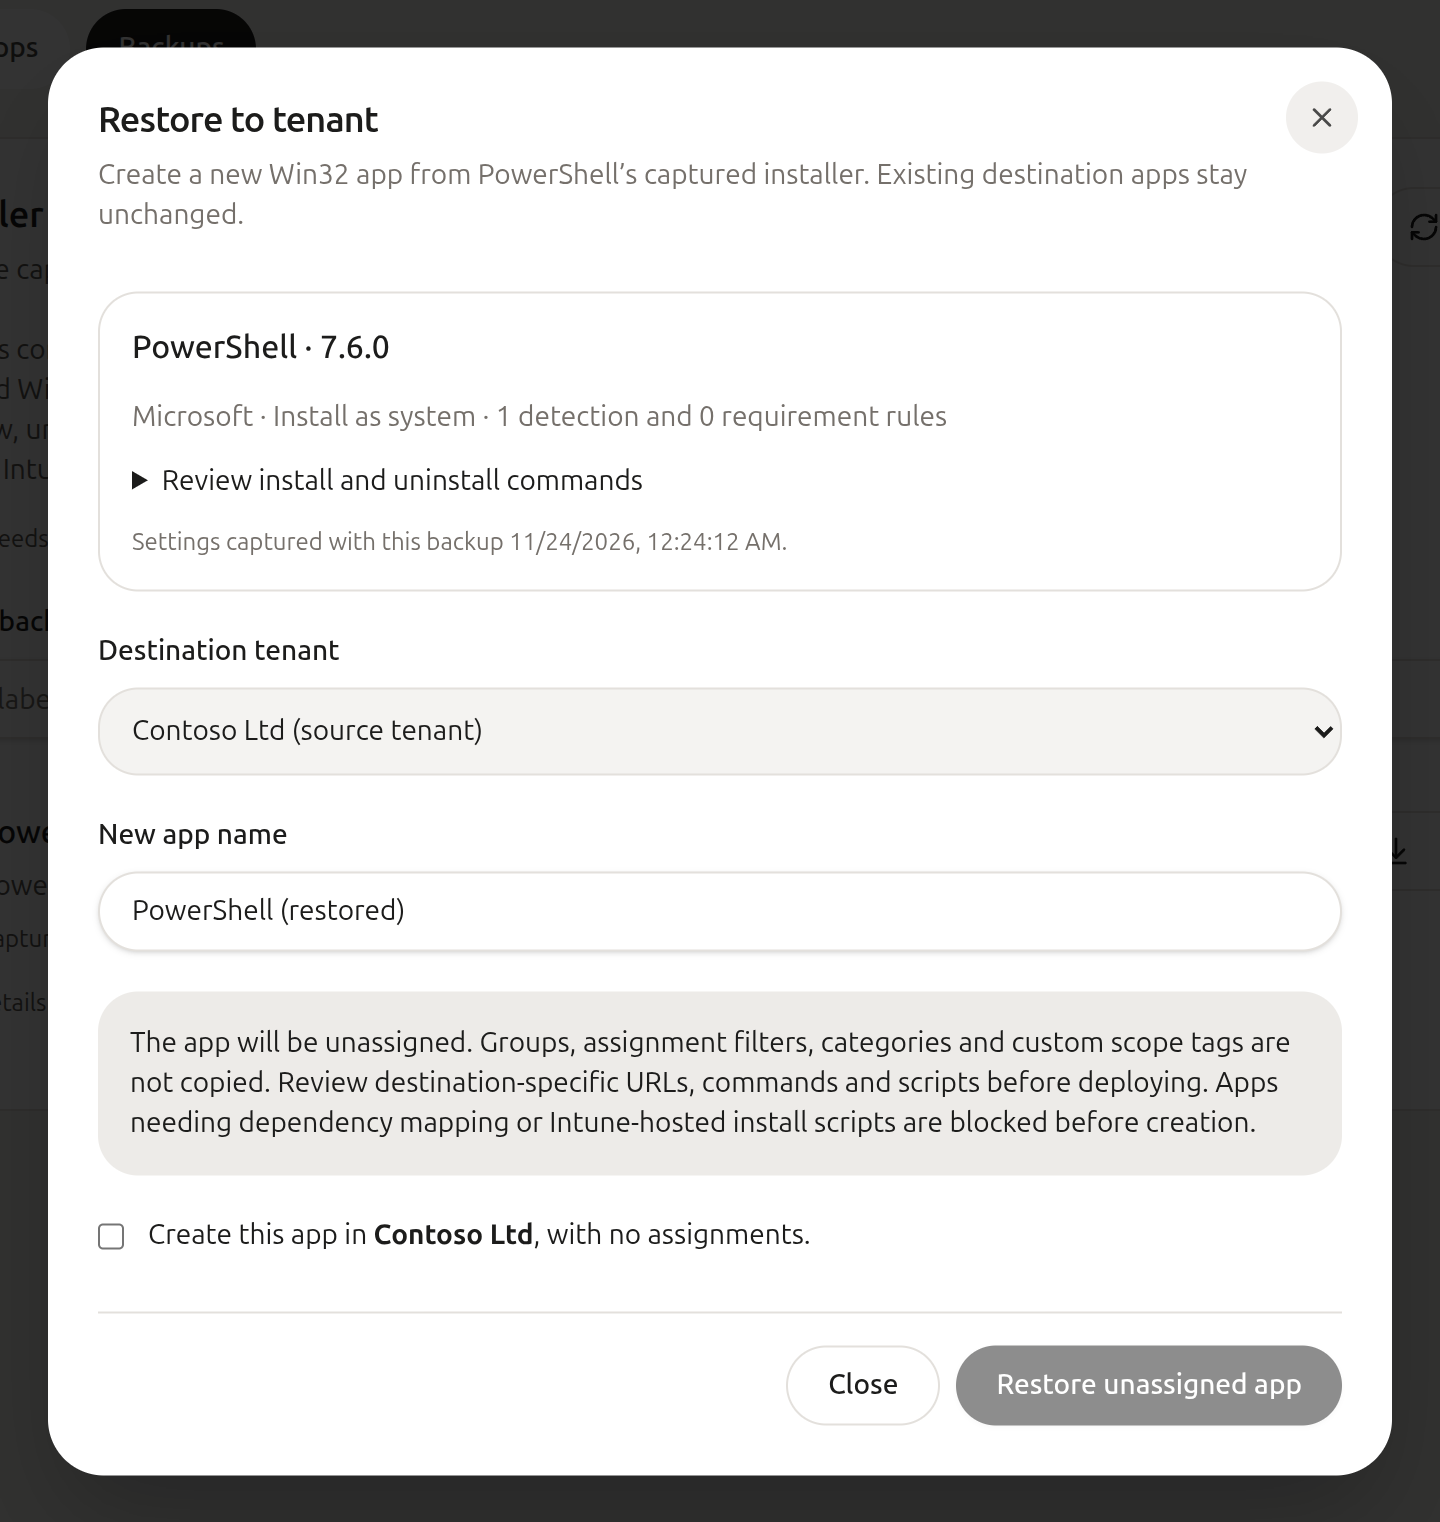 ops
Backups
Restore to tenant
Create a new Win32 app from PowerShell’s captured installer. Existing destination apps stay
unchanged.
PowerShell · 7.6.0
Microsoft · Install as system · 1 detection and 0 requirement rules
Review install and uninstall commands
Settings captured with this backup 11/24/2026, 12:24:12 AM.
Destination tenant
Contoso Ltd (source tenant)
New app name
PowerShell (restored)
The app will be unassigned. Groups, assignment filters, categories and custom scope tags are
not copied. Review destination-specific URLs, commands and scripts before deploying. Apps
needing dependency mapping or Intune-hosted install scripts are blocked before creation.
Create this app in Contoso Ltd, with no assignments.
Close
Restore unassigned app